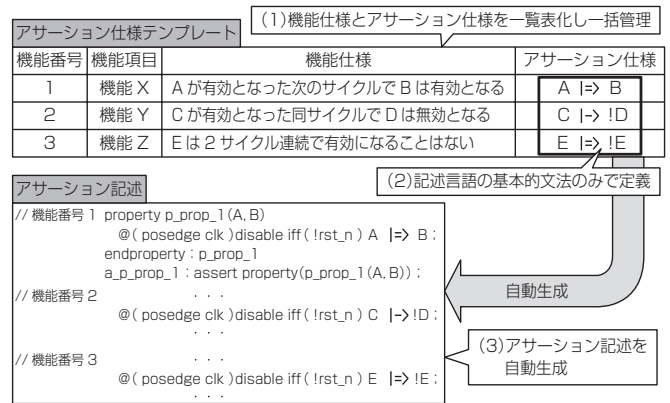 アサーション仕様テンプレート
(1)機能仕様とアサーション仕様を一覧表化し一括管理
機能番号 機能項目 機能仕様 アサーション仕様
1 機能 X A が有効となった次のサイクルで B は有効となる A |=> B
2 機能 Y C が有効となった同サイクルで D は無効となる C |-> !D
3 機能 Z E は 2 サイクル連続で有効になることはない E |=> !E
(2)記述言語の基本的文法のみで定義
アサーション記述
// 機能番号 1 property p_prop_1(A, B)
@( posedge clk )disable iff( !rst_n ) A |=> B ;
endproperty : p_prop_1
a_p_prop_1 : assert property(p_prop_1(A, B)) ;
// 機能番号 2 ・・・
@( posedge clk )disable iff( !rst_n ) C |-> !D ;
・・・
// 機能番号 3 ・・・
@( posedge clk )disable iff( !rst_n ) E |=> !E ;
・・・
自動生成
(3)アサーション記述を
自動生成